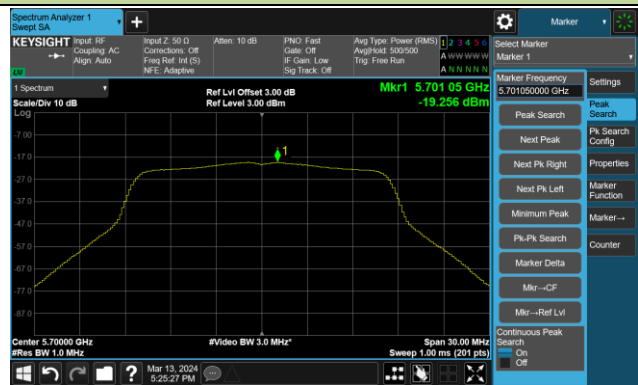 Spectrum Analyzer 1
Swept SA
Marker
KEYSIGHT
Input: RF
Coupling: AC
Align: Auto
Input Z: 50 Ω
Corrections: Off
Freq Ref: Int (S)
NFE: Adaptive
Atten: 10 dB
PNO: Fast
Gate: Off
IF Gain: Low
Sig Track: Off
Avg Type: Power (RMS)
Avg|Hold: 500/500
Trig: Free Run
1 2 3 4 5 6
A W W W W W
A N N N N N
Select Marker
Marker 1
LV
1 Spectrum
Scale/Div 10 dB
Log
Ref Lvl Offset 3.00 dB
Ref Level 3.00 dBm
Mkr1 5.701 05 GHz
-19.256 dBm
1
-7.00
-17.0
-27.0
-37.0
-47.0
-57.0
-67.0
-77.0
-87.0
Center 5.70000 GHz
#Res BW 1.0 MHz
#Video BW 3.0 MHz*
Span 30.00 MHz
Sweep 1.00 ms (201 pts)
Marker Frequency
5.701050000 GHz
Peak Search
Next Peak
Next Pk Right
Next Pk Left
Minimum Peak
Pk-Pk Search
Marker Delta
Mkr→CF
Mkr→Ref Lvl
Continuous Peak
Search
On
Off
Settings
Peak
Search
Pk Search
Config
Properties
Marker
Function
Marker→
Counter
?
Mar 13, 2024
5:25:27 PM